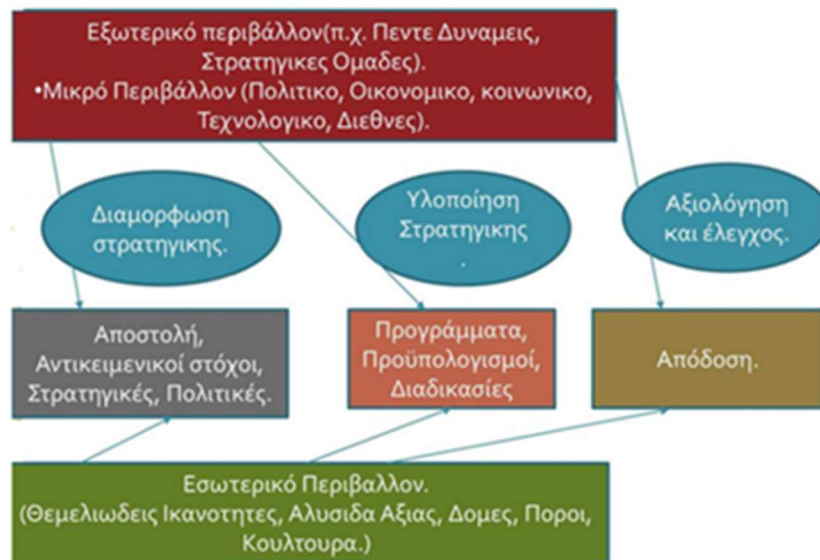 Εξωτερικό περιβάλλον(π.χ. Πεντε Δυναμεις,
Στρατηγικες Ομαδες).
•Μικρό Περιβάλλον (Πολιτικο, Οικονομικο, κοινωνικο,
Τεχνολογικο, Διεθνες).
Διαμορφωση
στρατηγικης.
Υλοποίηση
Στρατηγικης
.
Αξιολόγηση
και έλεγχος.
Αποστολή,
Αντικειμενικοί στόχοι,
Στρατηγικές, Πολιτικές.
Προγράμματα,
Προϋπολογισμοί,
Διαδικασίες
Απόδοση.
Εσωτερικό Περιβαλλον.
(Θεμελιωδεις Ικανοτητες, Αλυσιδα Αξιας, Δομες, Ποροι,
Κουλτουρα.)